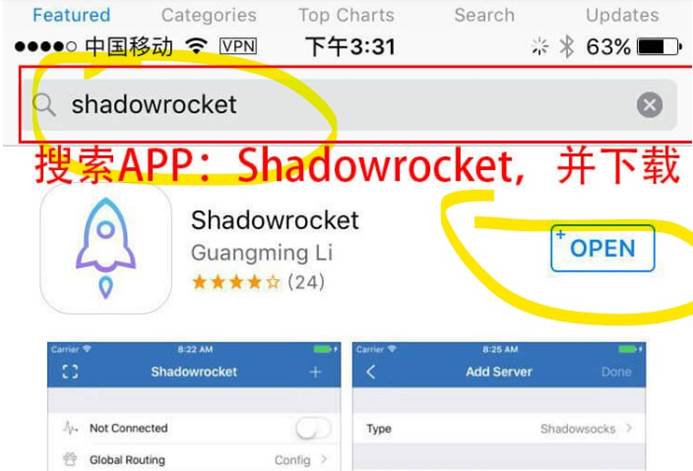 Featured Categories Top Charts Search Updates
中国移动 VPN 下午3:31 63%
shadowrocket
搜索APP：Shadowrocket，并下载
Shadowrocket
Guangming Li
(24)
+ OPEN
Carrier 8:22 AM
Shadowrocket +
Not Connected
Global Routing Config >
Carrier 8:25 AM
< Add Server Done
Type Shadowsocks >